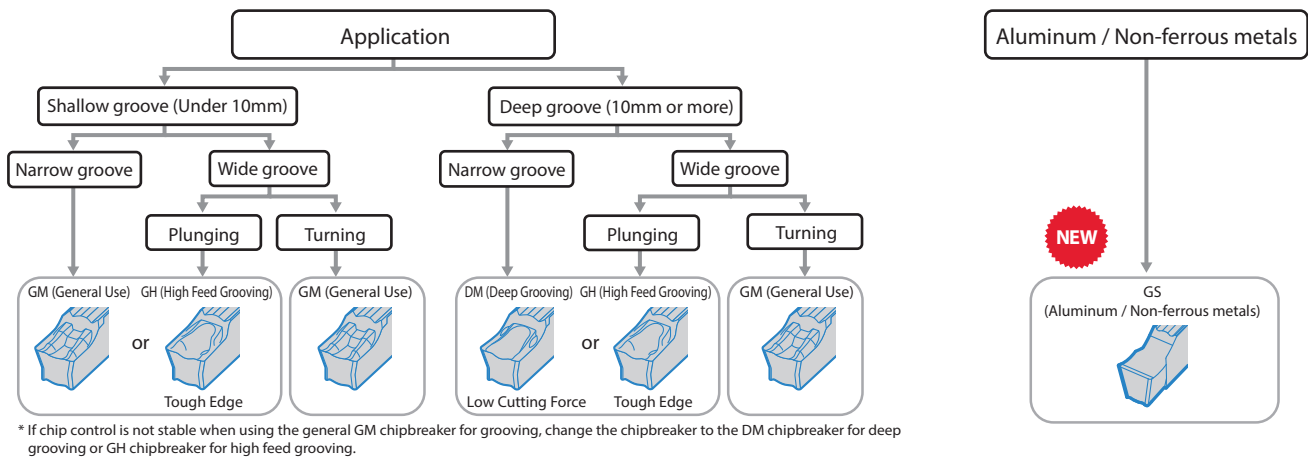 Application
Aluminum / Non-ferrous metals
Shallow groove (Under 10mm)
Deep groove (10mm or more)
Narrow groove
Wide groove
Narrow groove
Wide groove
Plunging
Turning
Plunging
Turning
NEW
GM (General Use)
GH (High Feed Grooving)
GM (General Use)
DM (Deep Grooving)
GH (High Feed Grooving)
GM (General Use)
GS
(Aluminum / Non-ferrous metals)
or
or
Tough Edge
Low Cutting Force
Tough Edge
* If chip control is not stable when using the general GM chipbreaker for grooving, change the chipbreaker to the DM chipbreaker for deep
grooving or GH chipbreaker for high feed grooving.